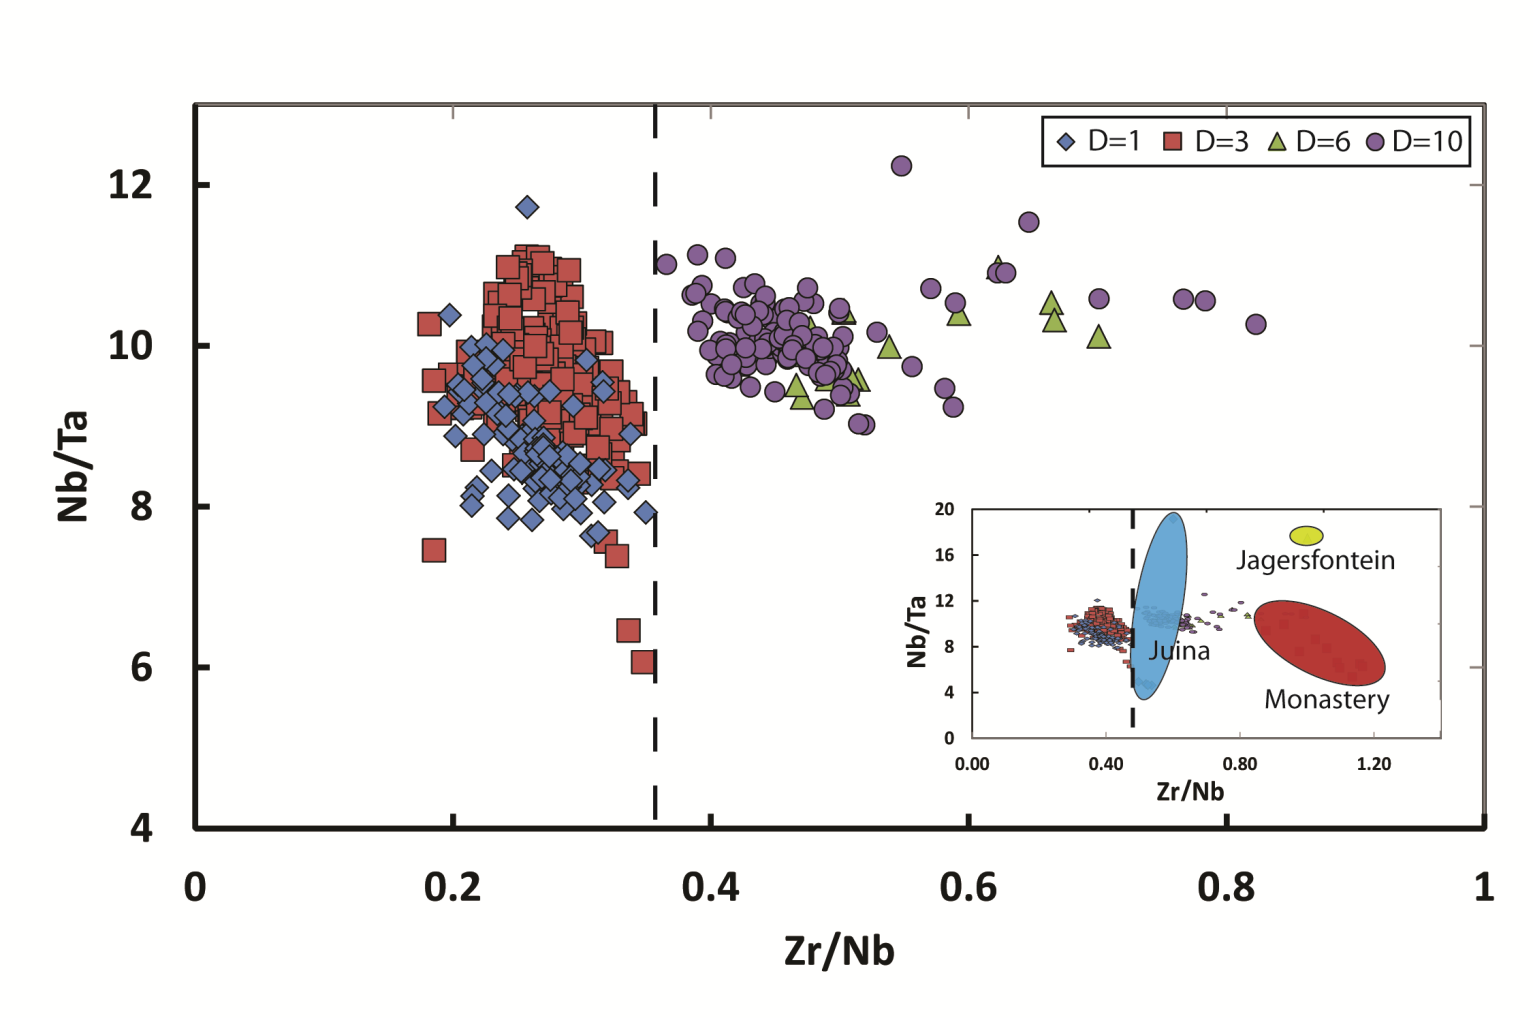 D=1 D=3 D=6 D=10
12
10
8
6
4
Nb/Ta
0 0.2 0.4 0.6 0.8 1
Zr/Nb
20
16
12
8
4
0
Nb/Ta
Jagersfontein
Juina
Monastery
0.00 0.40 0.80 1.20
Zr/Nb